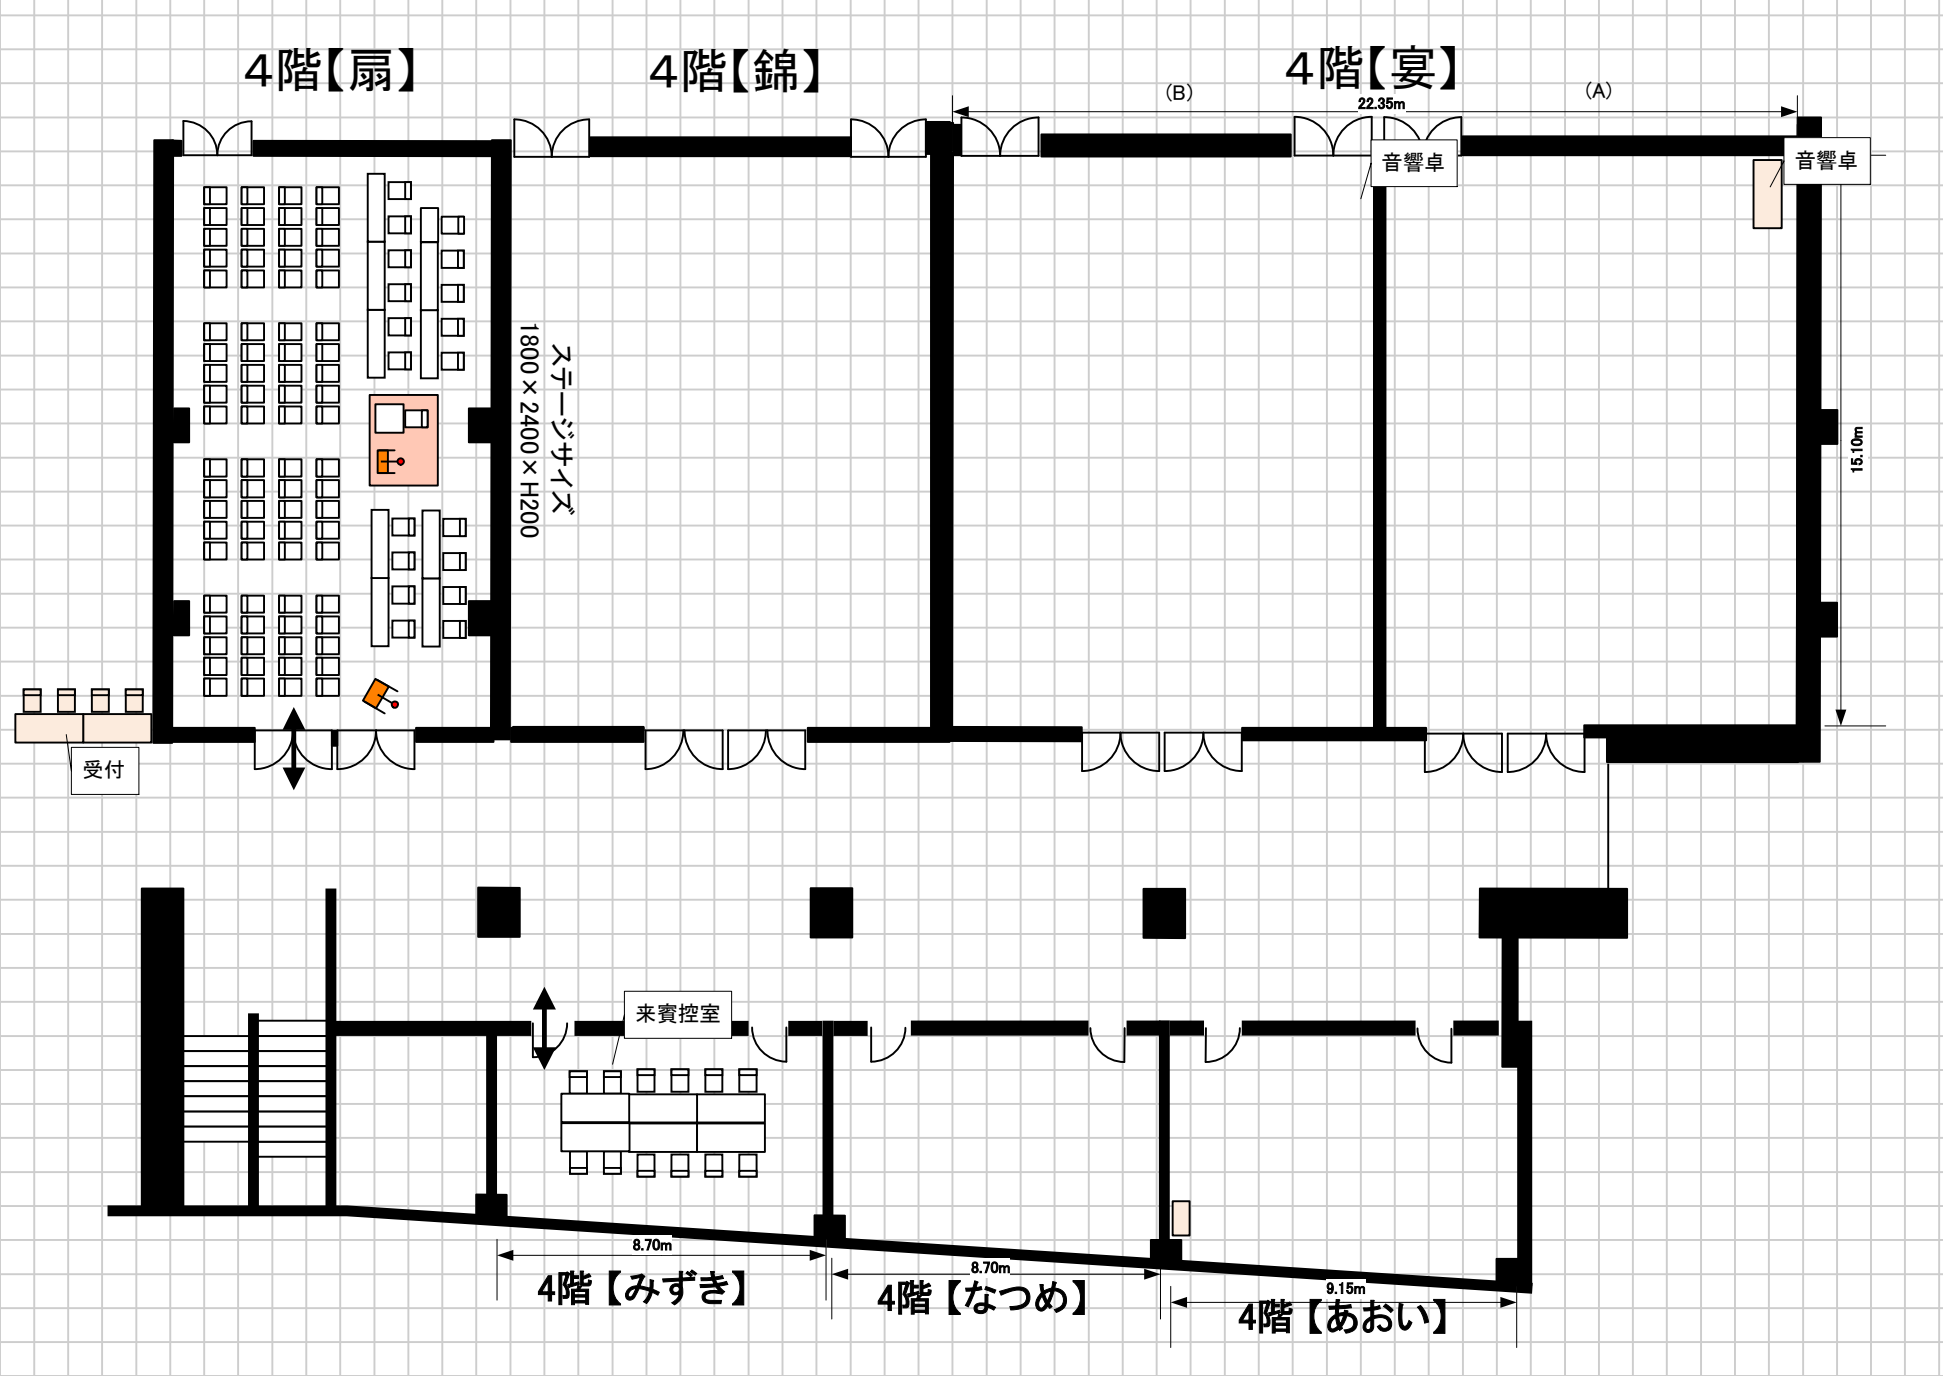 ４階【扇】
４階【錦】
４階【宴】
（B）
（A）
22.35m
音響卓
音響卓
ステージサイズ
1800×2400×H200
15.10m
受付
来賓控室
8.70m
8.70m
9.15m
4階【みずき】
4階【なつめ】
4階【あおい】